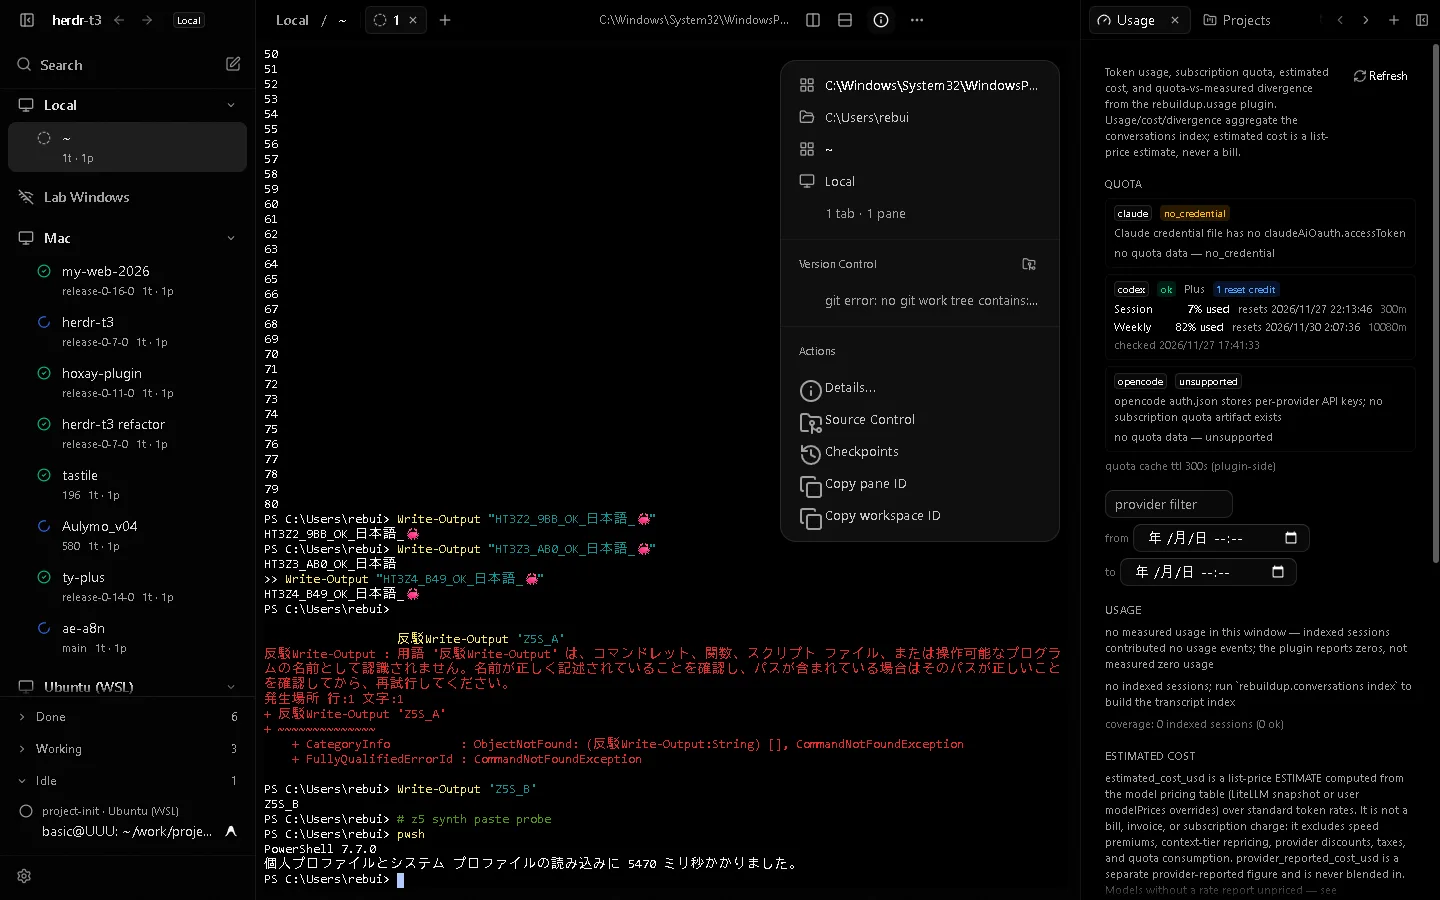 herdr-t3
Local
Search
Local
~
1t · 1p
Lab Windows
Mac
my-web-2026
release-0-16-0 1t · 1p
herdr-t3
release-0-7-0 1t · 1p
hoxay-plugin
release-0-11-0 1t · 1p
herdr-t3 refactor
release-0-7-0 1t · 1p
tastile
196 1t · 1p
Aulymo_v04
580 1t · 1p
ty-plus
release-0-14-0 1t · 1p
ae-a8n
main 1t · 1p
Ubuntu (WSL)
Done 6
Working 3
Idle 1
project-init · Ubuntu (WSL)
basic@UUU: ~/work/proje...
Local / ~
1
C:\Windows\System32\WindowsP...
50
51
52
53
54
55
56
57
58
59
60
61
62
63
64
65
66
67
68
69
70
71
72
73
74
75
76
77
78
79
80
PS C:\Users\rebui> Write-Output "HT3Z2_9BB_OK_日本語_🦀"
HT3Z2_9BB_OK_日本語_🦀
PS C:\Users\rebui> Write-Output "HT3Z3_AB0_OK_日本語_🦀"
HT3Z3_AB0_OK_日本語
>> Write-Output "HT3Z4_B49_OK_日本語_🦀"
HT3Z4_B49_OK_日本語_🦀
PS C:\Users\rebui>
反駁Write-Output 'Z5S_A'
反駁Write-Output : 用語 '反駁Write-Output' は、コマンドレット、関数、スクリプト ファイル、または操作可能なプログラ
ムの名前として認識されません。名前が正しく記述されていることを確認し、パスが含まれている場合はそのパスが正しいこと
を確認してから、再試行してください。
発生場所 行:1 文字:1
+ 反駁Write-Output 'Z5S_A'
+ ~~~~~~~~~~~~~~
+ CategoryInfo : ObjectNotFound: (反駁Write-Output:String) [], CommandNotFoundException
+ FullyQualifiedErrorId : CommandNotFoundException
PS C:\Users\rebui> Write-Output 'Z5S_B'
Z5S_B
PS C:\Users\rebui> # z5 synth paste probe
PS C:\Users\rebui> pwsh
PowerShell 7.7.0
個人プロファイルとシステム プロファイルの読み込みに 5470 ミリ秒かかりました。
PS C:\Users\rebui>
C:\Windows\System32\WindowsP...
C:\Users\rebui
~
Local
1 tab · 1 pane
Version Control
git error: no git work tree contains:...
Actions
Details...
Source Control
Checkpoints
Copy pane ID
Copy workspace ID
Usage
Projects
Token usage, subscription quota, estimated
cost, and quota-vs-measured divergence
from the rebuildup.usage plugin.
Usage/cost/divergence aggregate the
conversations index; estimated cost is a list-
price estimate, never a bill.
Refresh
QUOTA
claude no_credential
Claude credential file has no claudeAiOauth.accessToken
no quota data — no_credential
codex ok Plus 1 reset credit
Session 7% used resets 2026/11/27 22:13:46 300m
Weekly 82% used resets 2026/11/30 2:07:36 10080m
checked 2026/11/27 17:41:33
opencode unsupported
opencode auth.json stores per-provider API keys; no
subscription quota artifact exists
no quota data — unsupported
quota cache ttl 300s (plugin-side)
provider filter
from 年 /月/日 --:--
to 年 /月/日 --:--
USAGE
no measured usage in this window — indexed sessions
contributed no usage events; the plugin reports zeros, not
measured zero usage
no indexed sessions; run `rebuildup.conversations index` to
build the transcript index
coverage: 0 indexed sessions (0 ok)
ESTIMATED COST
estimated_cost_usd is a list-price ESTIMATE computed from
the model pricing table (LiteLLM snapshot or user
modelPrices overrides) over standard token rates. It is not a
bill, invoice, or subscription charge: it excludes speed
premiums, context-tier repricing, provider discounts, taxes,
and quota consumption. provider_reported_cost_usd is a
separate provider-reported figure and is never blended in.
Models without a rate report unpriced — see